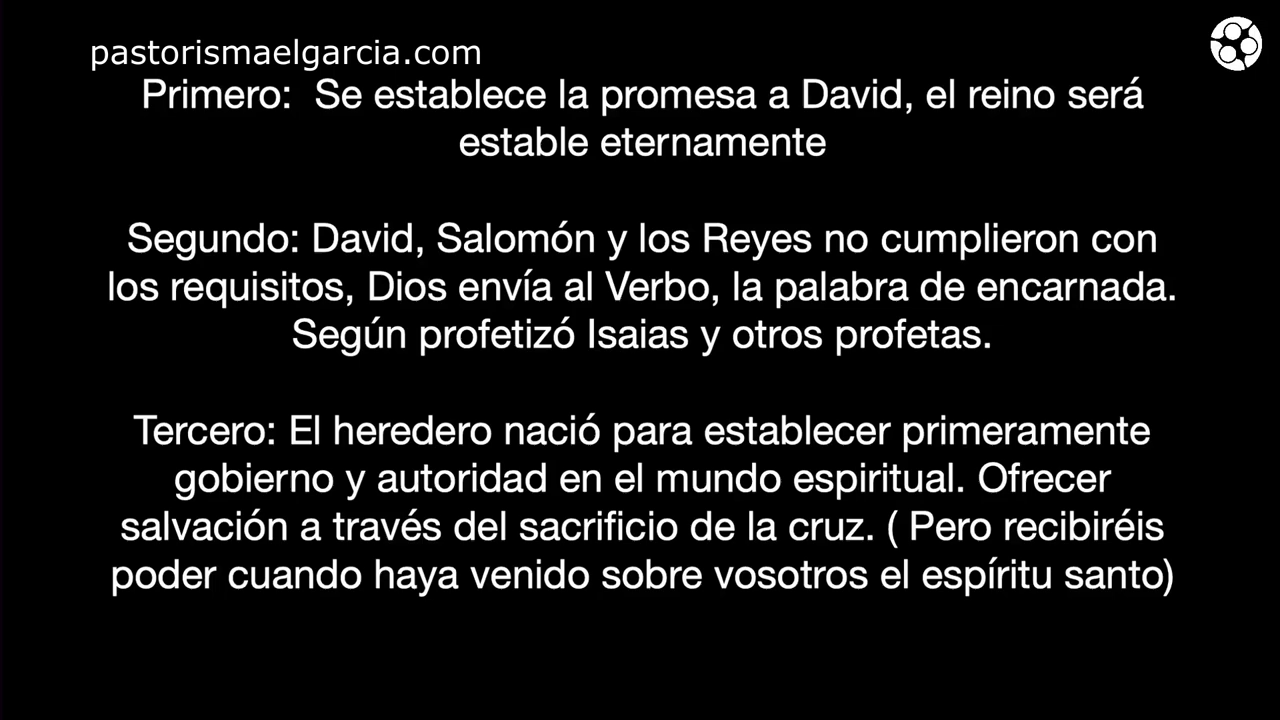 pastorismaelgarcia.com
Primero:  Se establece la promesa a David, el reino será
estable eternamente
Segundo: David, Salomón y los Reyes no cumplieron con
los requisitos, Dios envía al Verbo, la palabra de encarnada.
Según profetizó Isaias y otros profetas.
Tercero: El heredero nació para establecer primeramente
gobierno y autoridad en el mundo espiritual. Ofrecer
salvación a través del sacrificio de la cruz. ( Pero recibiréis
poder cuando haya venido sobre vosotros el espíritu santo)